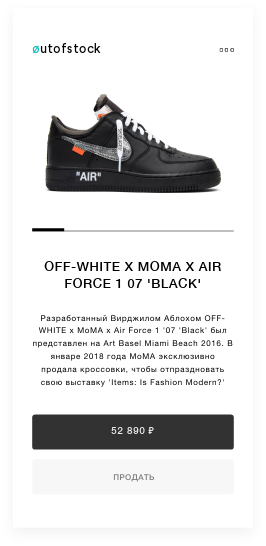 øutofstock
"AIR"
OFF-WHITE X MOMA X AIR
FORCE 1 07 'BLACK'
Разработанный Вирджилом Аблохом OFF-
WHITE x MoMA x Air Force 1 '07 'Black' был
представлен на Art Basel Miami Beach 2016. В
январе 2018 года MoMA эксклюзивно
продала кроссовки, чтобы отпраздновать
свою выставку 'Items: Is Fashion Modern?'
52 890 ₽
ПРОДАТЬ